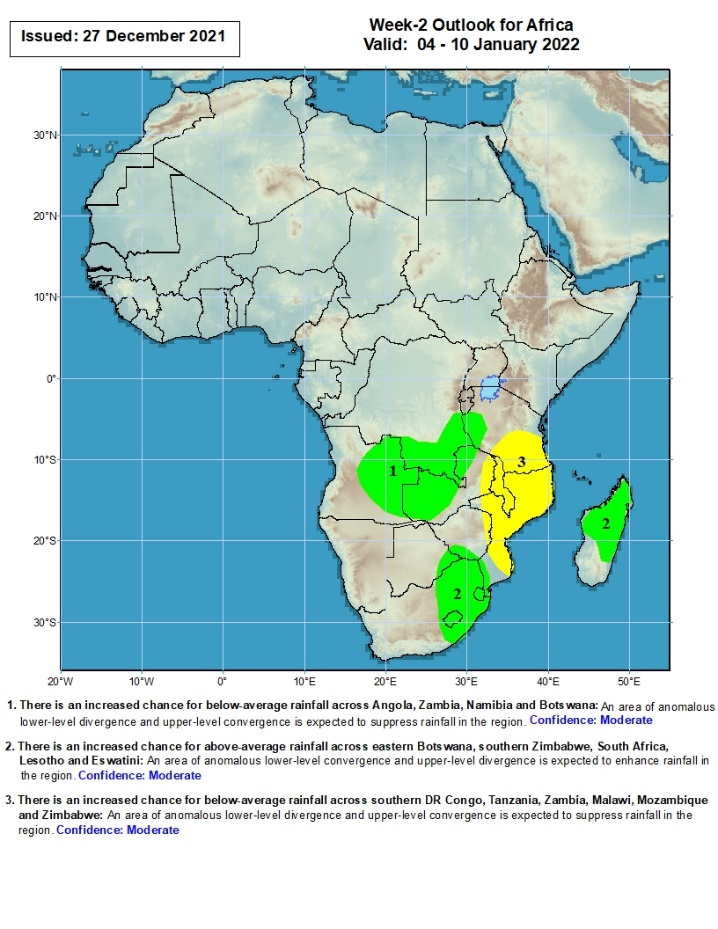 Issued: 27 December 2021
Week-2 Outlook for Africa
Valid: 04 - 10 January 2022
30°N
20°N
10°N
0°
10°S
20°S
30°S
1
3
2
2
20°W 10°W 0° 10°E 20°E 30°E 40°E 50°E
1. There is an increased chance for below-average rainfall across Angola, Zambia, Namibia and Botswana: An area of anomalous
lower-level divergence and upper-level convergence is expected to suppress rainfall in the region. Confidence: Moderate
2. There is an increased chance for above-average rainfall across eastern Botswana, southern Zimbabwe, South Africa,
Lesotho and Eswatini: An area of anomalous lower-level convergence and upper-level divergence is expected to enhance rainfall in
the region. Confidence: Moderate
3. There is an increased chance for below-average rainfall across southern DR Congo, Tanzania, Zambia, Malawi, Mozambique
and Zimbabwe: An area of anomalous lower-level divergence and upper-level convergence is expected to suppress rainfall in the
region. Confidence: Moderate